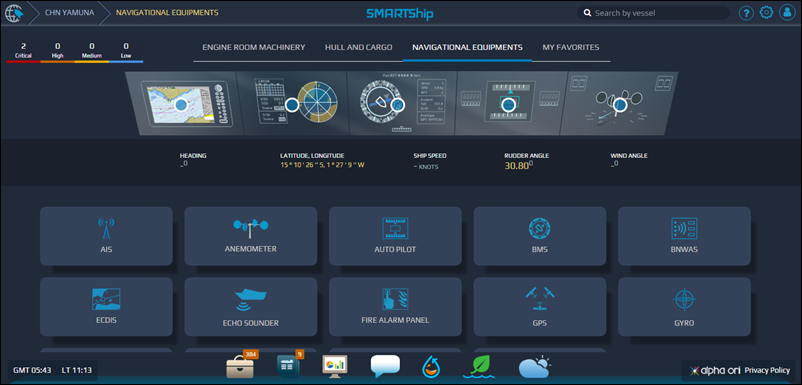 CHN YAMUNA
NAVIGATIONAL EQUIPMENTS
SMARTShip
Search by vessel
?
2 0 0 0
Critical High Medium Low
ENGINE ROOM MACHINERY HULL AND CARGO NAVIGATIONAL EQUIPMENTS MY FAVORITES
HEADING
-0
LATITUDE, LONGITUDE
15 ° 10 ' 26 " S, 1 ° 27 ' 9 " W
SHIP SPEED
- KNOTS
RUDDER ANGLE
30.80 0
WIND ANGLE
-0
AIS
ANEMOMETER
AUTO PILOT
BMS
BNWAS
ECDIS
ECHO SOUNDER
FIRE ALARM PANEL
GPS
GYRO
GMT 05:43 LT 11:13
384
9
alpha ori Privacy Policy